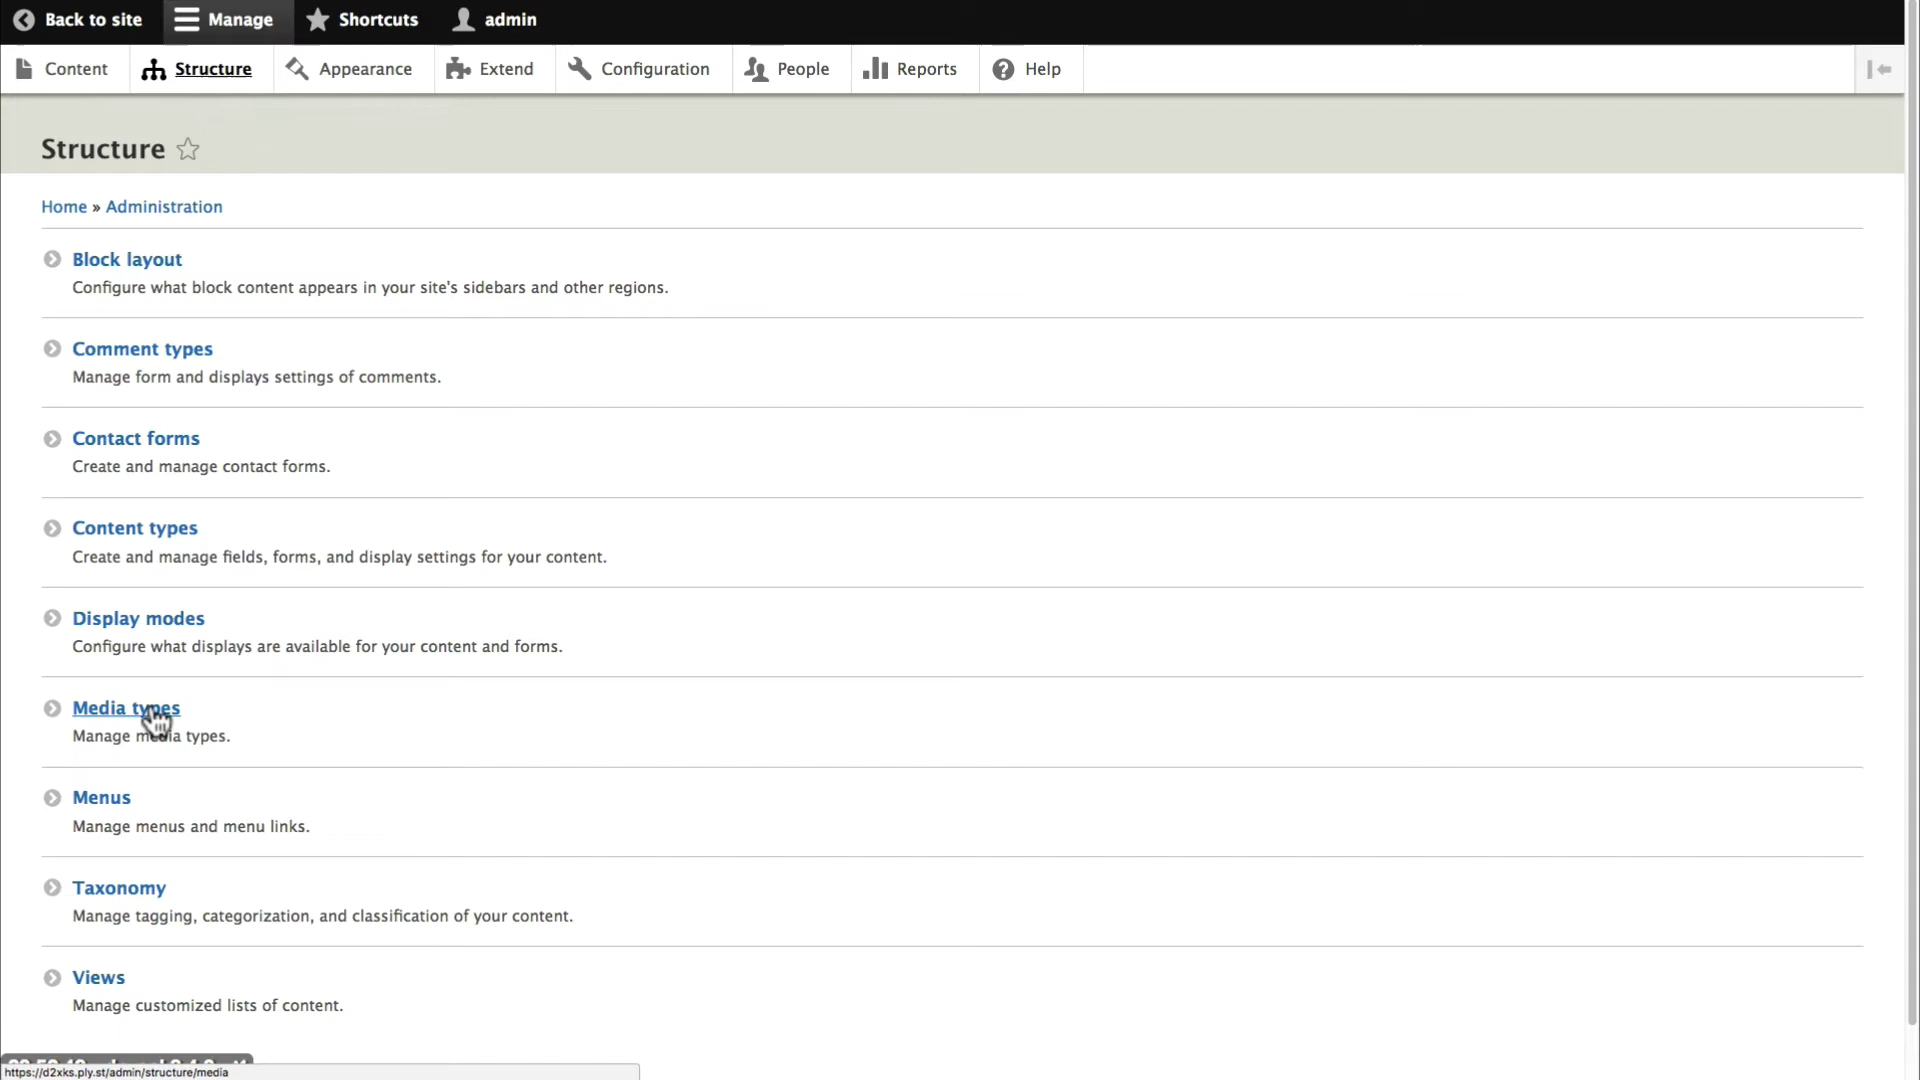 Back to site Manage Shortcuts admin
Content Structure Appearance Extend Configuration People Reports Help
Structure
Home » Administration
Block layout
Configure what block content appears in your site's sidebars and other regions.
Comment types
Manage form and displays settings of comments.
Contact forms
Create and manage contact forms.
Content types
Create and manage fields, forms, and display settings for your content.
Display modes
Configure what displays are available for your content and forms.
Media types
Manage media types.
Menus
Manage menus and menu links.
Taxonomy
Manage tagging, categorization, and classification of your content.
Views
Manage customized lists of content.
https://d2xks.ply.st/admin/structure/media